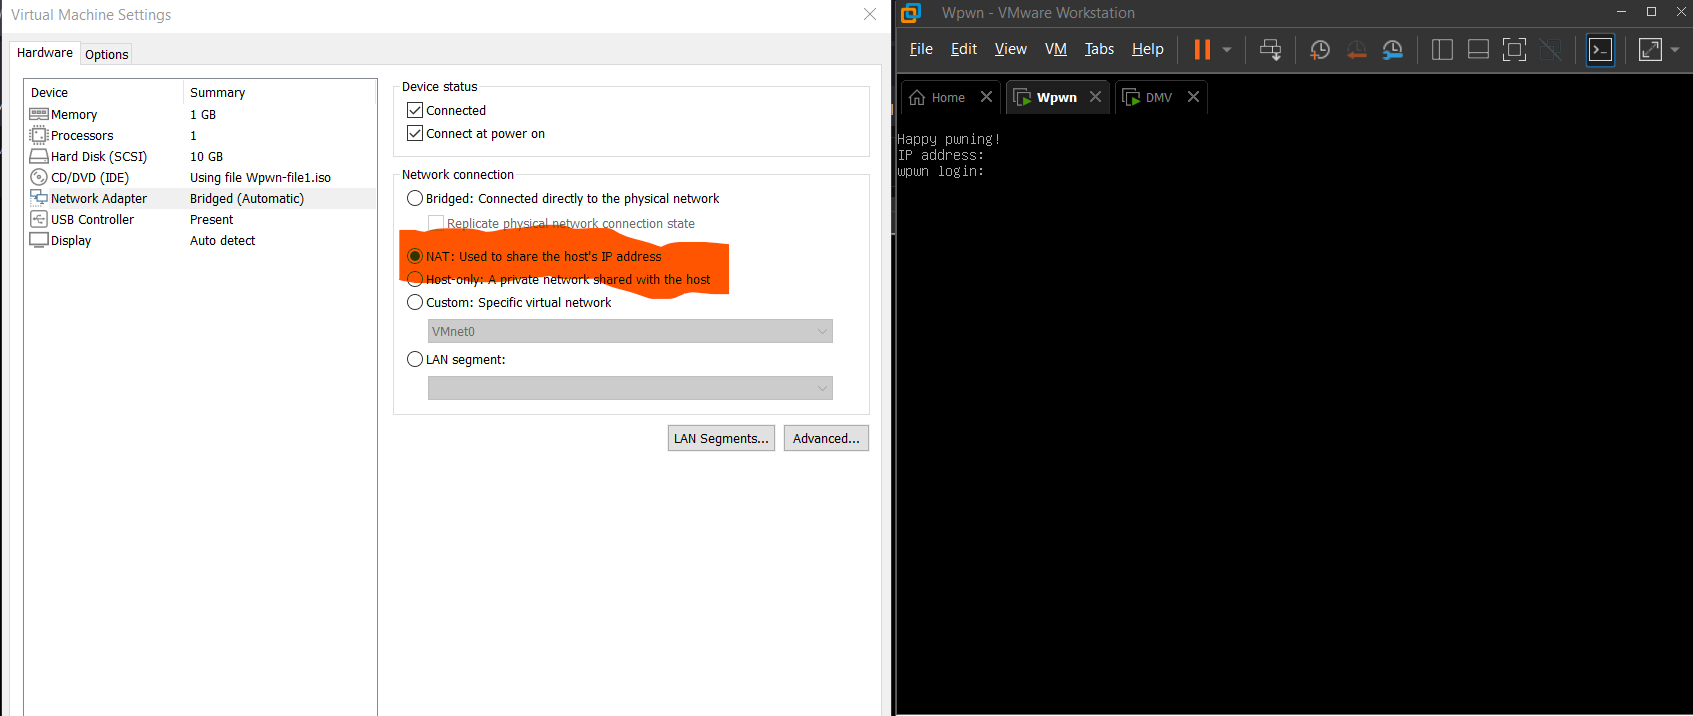 Virtual Machine Settings
Hardware
Options
Device Summary
Memory 1 GB
Processors 1
Hard Disk (SCSI) 10 GB
CD/DVD (IDE) Using file Wpwn-file1.iso
Network Adapter Bridged (Automatic)
USB Controller Present
Display Auto detect
Device status
Connected
Connect at power on
Network connection
Bridged: Connected directly to the physical network
Replicate physical network connection state
NAT: Used to share the host's IP address
Host-only: A private network shared with the host
Custom: Specific virtual network
VMnet0
LAN segment:
LAN Segments...
Advanced...
Wpwn - VMware Workstation
File Edit View VM Tabs Help
Home
Wpwn
DMV
Happy pwning!
IP address:
wpwn login: